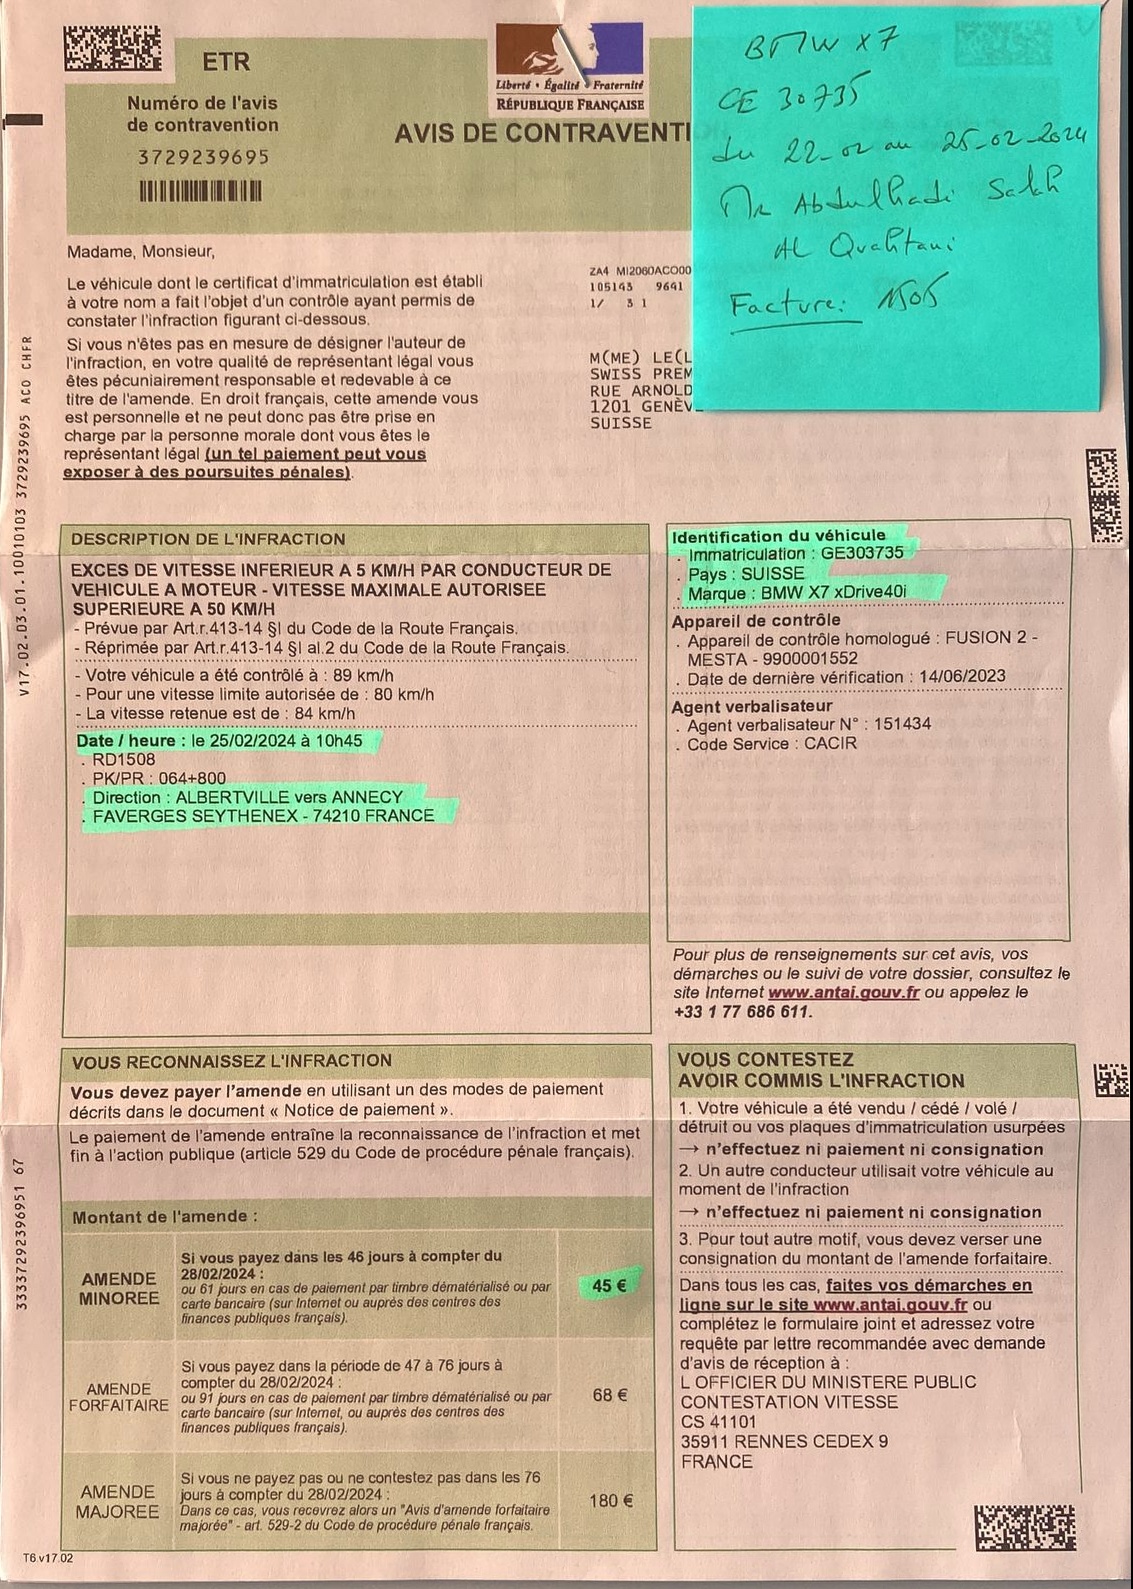 ETR
Numéro de l'avis
de contravention
3729239695
Liberté • Égalité • Fraternité
RÉPUBLIQUE FRANÇAISE
AVIS DE CONTRAVENTI
BMW X7
GE 30735
du 22-02 au 25-02-2024
Mr Abdulhadi Salah
Al Qrahtani
Facture: 1505
Madame, Monsieur,
Le véhicule dont le certificat d'immatriculation est établi
à votre nom a fait l'objet d'un contrôle ayant permis de
constater l'infraction figurant ci-dessous.
Si vous n'êtes pas en mesure de désigner l'auteur de
l'infraction, en votre qualité de représentant légal vous
êtes pécuniairement responsable et redevable à ce
titre de l'amende. En droit français, cette amende vous
est personnelle et ne peut donc pas être prise en
charge par la personne morale dont vous êtes le
représentant légal (un tel paiement peut vous
exposer à des poursuites pénales).
ZA4 MI2060ACO00
105143 9641
1/ 3 1
M(ME) LE(L
SWISS PREM
RUE ARNOLD
1201 GENÈV
SUISSE
V17.02.03.01.10010103 3729239695 ACO CHFR
DESCRIPTION DE L'INFRACTION
EXCES DE VITESSE INFERIEUR A 5 KM/H PAR CONDUCTEUR DE
VEHICULE A MOTEUR - VITESSE MAXIMALE AUTORISEE
SUPERIEURE A 50 KM/H
- Prévue par Art.r.413-14 §I du Code de la Route Français.
- Réprimée par Art.r.413-14 §I al.2 du Code de la Route Français.
- Votre véhicule a été contrôlé à : 89 km/h
- Pour une vitesse limite autorisée de : 80 km/h
- La vitesse retenue est de : 84 km/h
Date / heure : le 25/02/2024 à 10h45
. RD1508
. PK/PR : 064+800
. Direction : ALBERTVILLE vers ANNECY
. FAVERGES SEYTHENEX - 74210 FRANCE
Identification du véhicule
. Immatriculation : GE303735
. Pays : SUISSE
. Marque : BMW X7 xDrive40i
Appareil de contrôle
. Appareil de contrôle homologué : FUSION 2 -
MESTA - 9900001552
. Date de dernière vérification : 14/06/2023
Agent verbalisateur
. Agent verbalisateur N° : 151434
. Code Service : CACIR
Pour plus de renseignements sur cet avis, vos
démarches ou le suivi de votre dossier, consultez le
site Internet www.antai.gouv.fr ou appelez le
+33 1 77 686 611.
VOUS RECONNAISSEZ L'INFRACTION
Vous devez payer l'amende en utilisant un des modes de paiement
décrits dans le document « Notice de paiement ».
Le paiement de l'amende entraîne la reconnaissance de l'infraction et met
fin à l'action publique (article 529 du Code de procédure pénale français).
Montant de l'amende :
AMENDE
MINOREE
Si vous payez dans les 46 jours à compter du
28/02/2024 :
ou 61 jours en cas de paiement par timbre dématérialisé ou par
carte bancaire (sur Internet ou auprès des centres des
finances publiques français).
45 €
AMENDE
FORFAITAIRE
Si vous payez dans la période de 47 à 76 jours à
compter du 28/02/2024 :
ou 91 jours en cas de paiement par timbre dématérialisé ou par
carte bancaire (sur Internet, ou auprès des centres des
finances publiques français).
68 €
AMENDE
MAJOREE
Si vous ne payez pas ou ne contestez pas dans les 76
jours à compter du 28/02/2024 :
Dans ce cas, vous recevrez alors un "Avis d'amende forfaitaire
majorée" - art. 529-2 du Code de procédure pénale français.
180 €
VOUS CONTESTEZ
AVOIR COMMIS L'INFRACTION
1. Votre véhicule a été vendu / cédé / volé /
détruit ou vos plaques d'immatriculation usurpées
→ n'effectuez ni paiement ni consignation
2. Un autre conducteur utilisait votre véhicule au
moment de l'infraction
→ n'effectuez ni paiement ni consignation
3. Pour tout autre motif, vous devez verser une
consignation du montant de l'amende forfaitaire.
Dans tous les cas, faites vos démarches en
ligne sur le site www.antai.gouv.fr ou
complétez le formulaire joint et adressez votre
requête par lettre recommandée avec demande
d'avis de réception à :
L OFFICIER DU MINISTERE PUBLIC
CONTESTATION VITESSE
CS 41101
35911 RENNES CEDEX 9
FRANCE
33337292396951 67
T6.v17.02